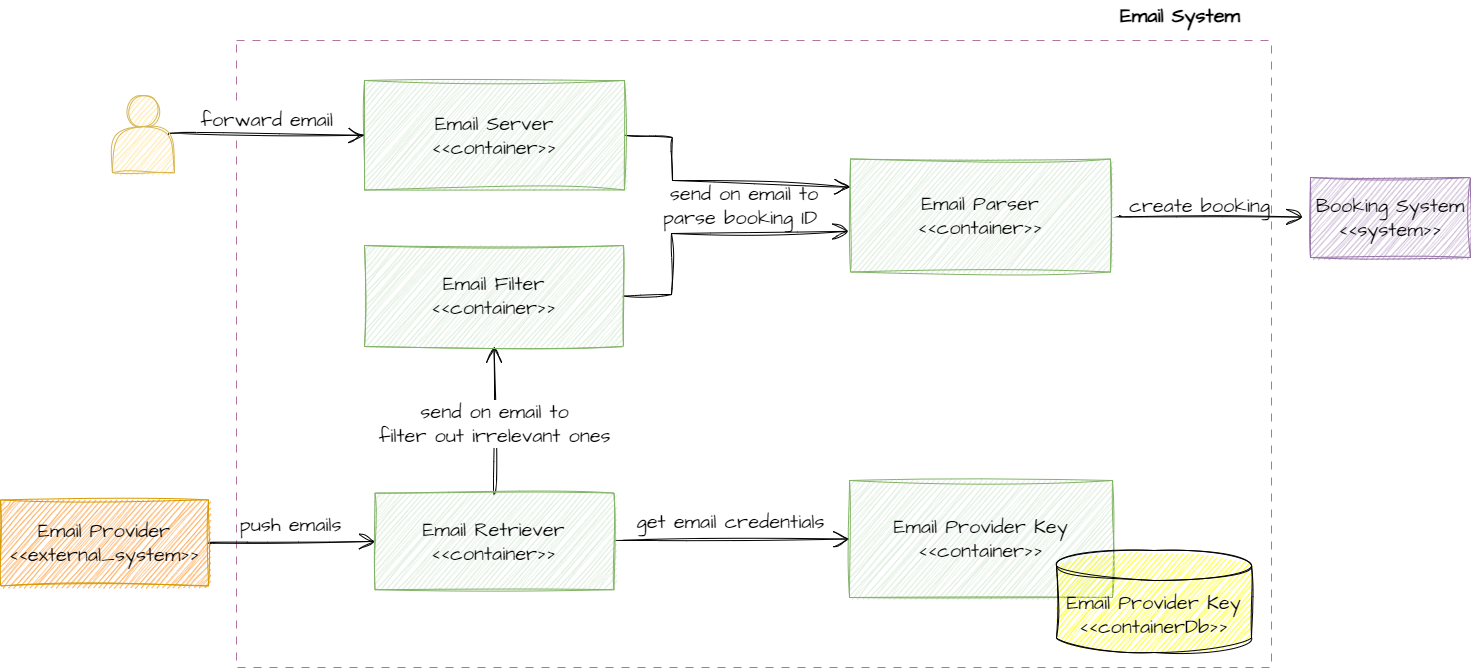 Email System
forward email
Email Server
<<container>>
send on email to
parse booking ID
Email Parser
<<container>>
create booking
Booking System
<<system>>
Email Filter
<<container>>
send on email to
filter out irrelevant ones
Email Provider
<<external_system>>
push emails
Email Retriever
<<container>>
get email credentials
Email Provider Key
<<container>>
Email Provider Key
<<containerDb>>